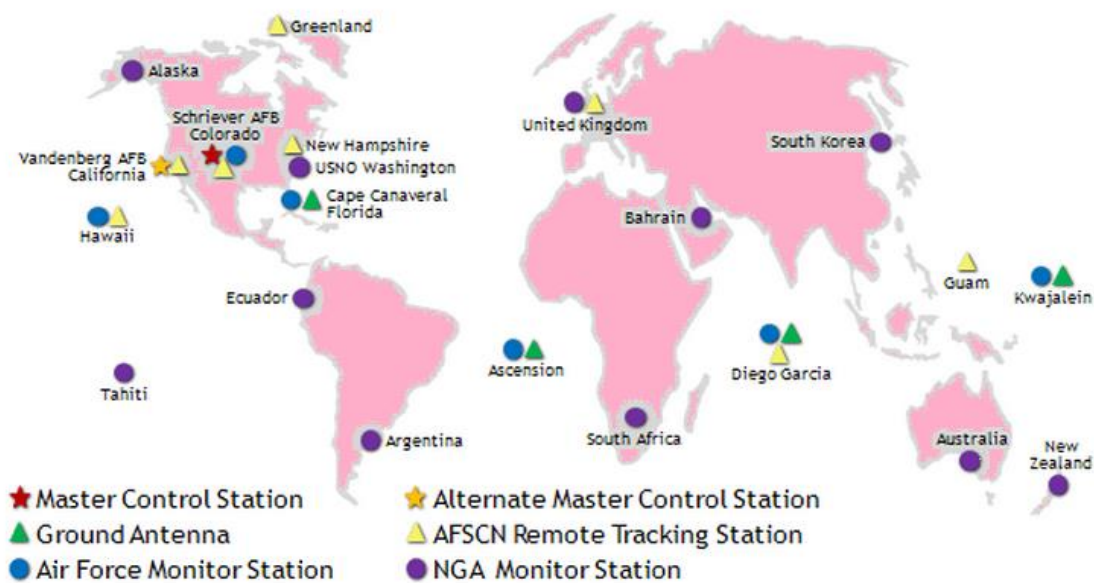 Greenland
Alaska
Schriever AFB
Colorado
United Kingdom
South Korea
New Hampshire
Vandenberg AFB
California
USNO Washington
Cape Canaveral
Florida
Bahrain
Hawaii
Guam
Kwajalein
Ecuador
Ascension
Diego Garcia
Tahiti
Argentina
South Africa
Australia
New
Zealand
Master Control Station
Alternate Master Control Station
Ground Antenna
AFSCN Remote Tracking Station
Air Force Monitor Station
NGA Monitor Station